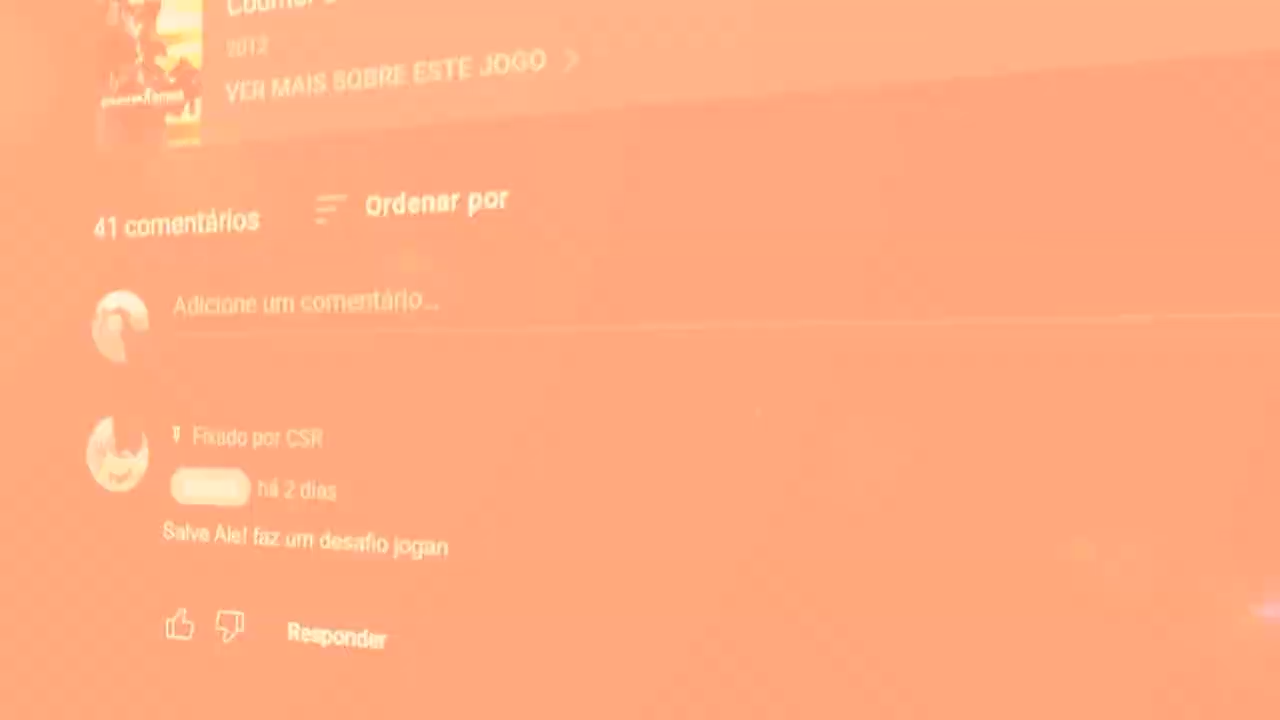 2012
VER MAIS SOBRE ESTE JOGO
41 comentários
Ordenar por
Adicione um comentário...
Fixado por CSR
há 2 dias
Salve Ale! faz um desafio jogan
Responder